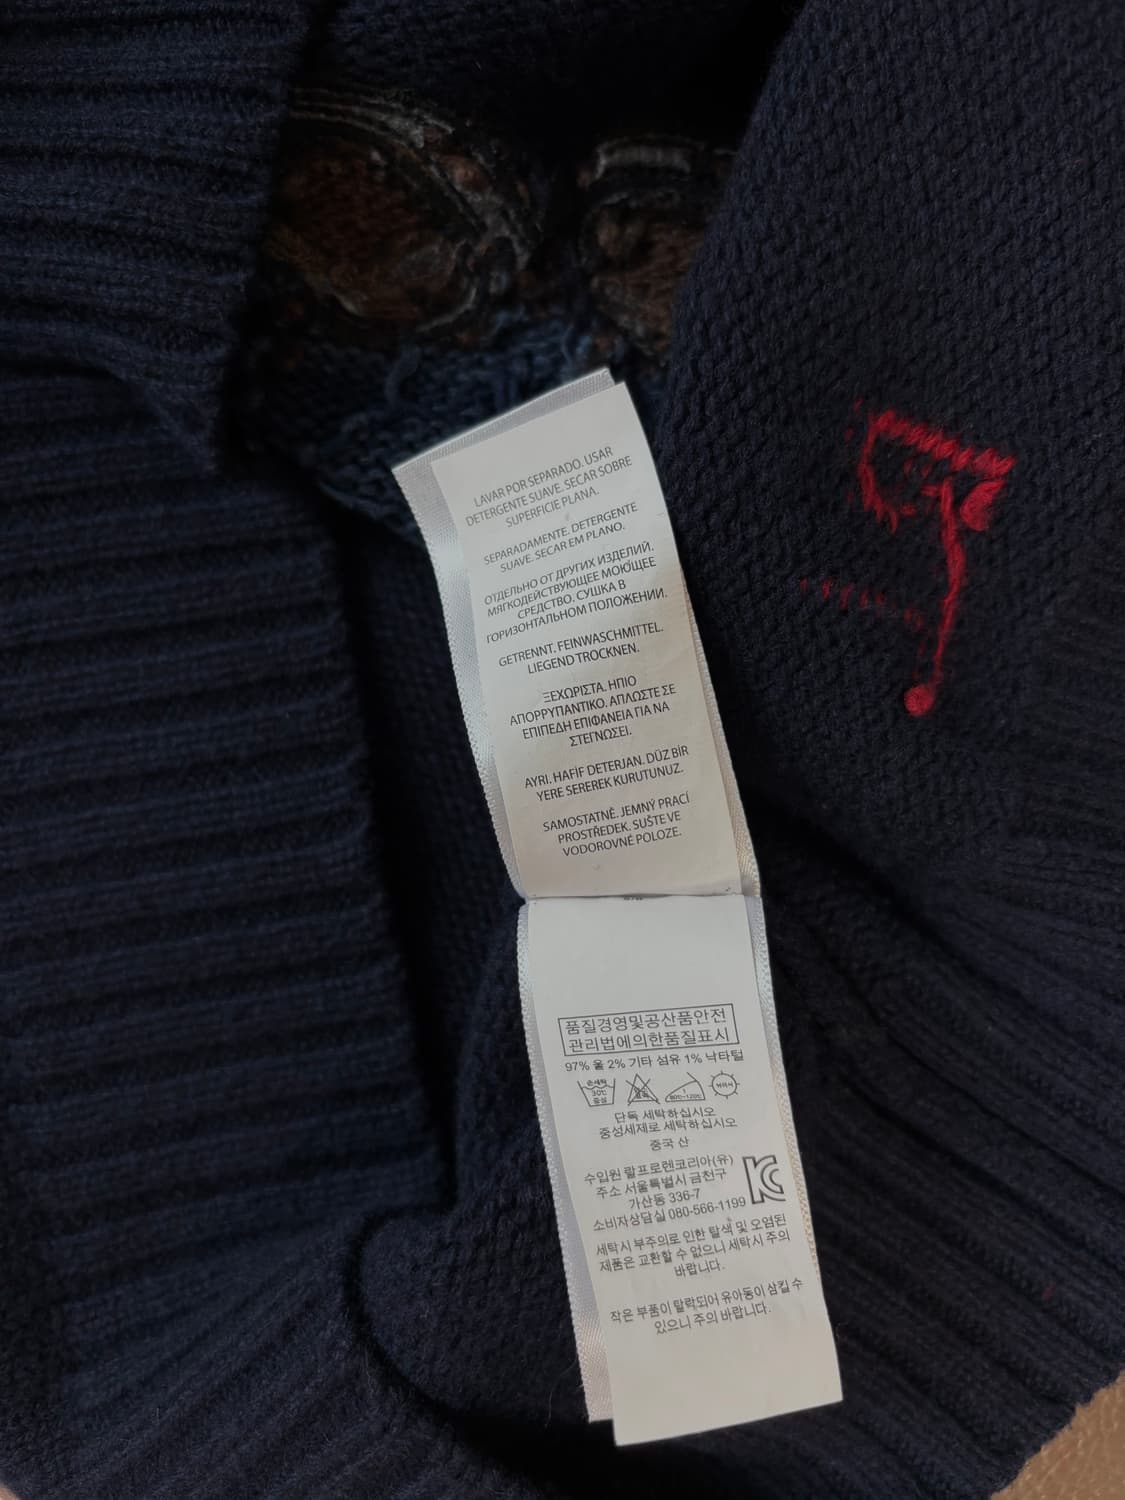 LAVAR POR SEPARADO. USAR
DETERGENTE SUAVE. SECAR SOBRE
SUPERFICIE PLANA.
SEPARADAMENTE. DETERGENTE
SUAVE. SECAR EM PLANO.
ОТДЕЛЬНО ОТ ДРУГИХ ИЗДЕЛИЙ.
МЯГКОДЕЙСТВУЮЩЕЕ МОЮЩЕЕ
СРЕДСТВО. СУШКА В
ГОРИЗОНТАЛЬНОМ ПОЛОЖЕНИИ.
GETRENNT. FEINWASCHMITTEL.
LIEGEND TROCKNEN.
ΞΕΧΩΡΙΣΤΑ. ΗΠΙΟ
ΑΠΟΡΡΥΠΑΝΤΙΚΟ. ΑΠΛΩΣΤΕ ΣΕ
ΕΠΙΠΕΔΗ ΕΠΙΦΑΝΕΙΑ ΓΙΑ ΝΑ
ΣΤΕΓΝΩΣΕΙ.
AYRI. HAFİF DETERJAN. DÜZ BİR
YERE SEREREK KURUTUNUZ.
SAMOSTATNĚ. JEMNÝ PRACÍ
PROSTŘEDEK. SUŠTE VE
VODOROVNÉ POLOZE.
품질경영및공산품안전
관리법에의한품질표시
97% 울 2% 기타 섬유 1% 낙타털
손세탁
30℃
중성
80℃~120℃
단독 세탁하십시오
중성세제로 세탁하십시오
중국 산
수입원 랄프로렌코리아(유)
주소 서울특별시 금천구
가산동 336-7
소비자상담실 080-566-1199
세탁시 부주의로 인한 탈색 및 오염된
제품은 교환할 수 없으니 세탁시 주의
바랍니다.
작은 부품이 탈락되어 유아동이 삼킬 수
있으니 주의 바랍니다.